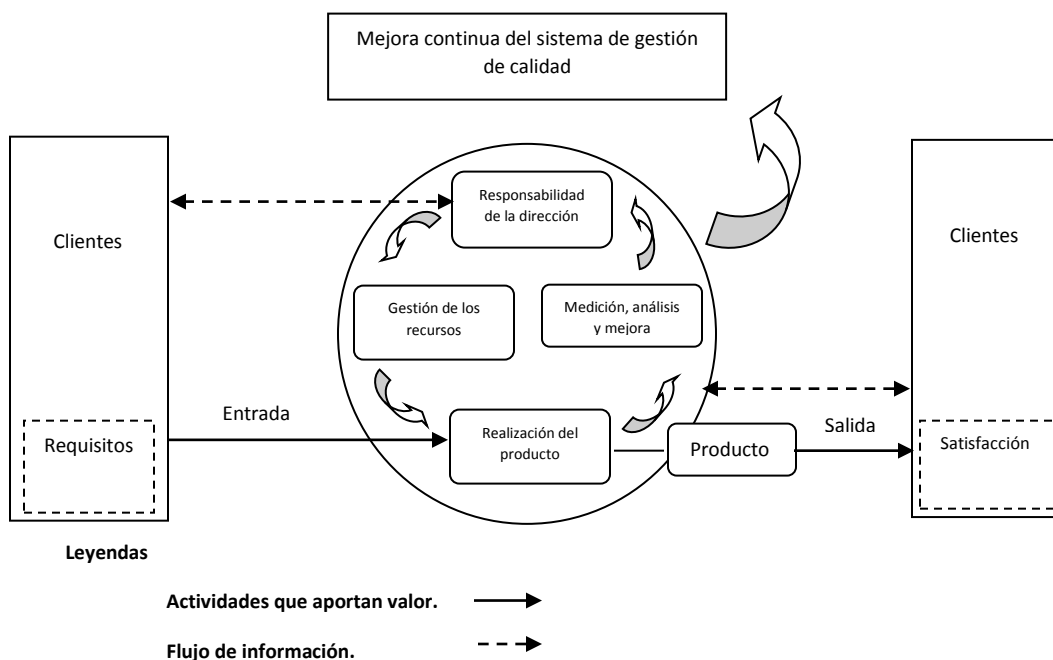 Mejora continua del sistema de gestión
de calidad
Responsabilidad
de la dirección
Clientes
Clientes
Gestión de los
recursos
Medición, análisis
y mejora
Entrada
Requisitos
Realización del
producto
Producto
Salida
Satisfacción
Leyendas
Actividades que aportan valor.
Flujo de información.